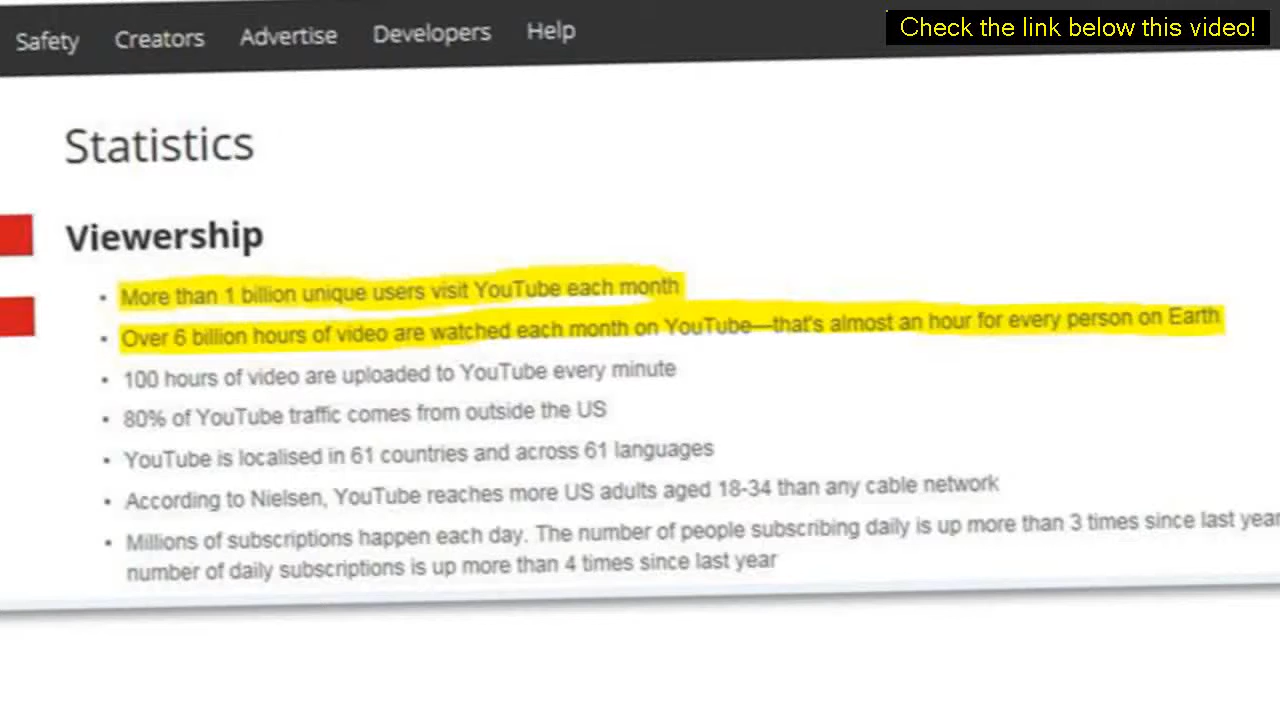 Safety Creators Advertise Developers Help
Check the link below this video!
Statistics
Viewership
• More than 1 billion unique users visit YouTube each month
• Over 6 billion hours of video are watched each month on YouTube—that's almost an hour for every person on Earth
• 100 hours of video are uploaded to YouTube every minute
• 80% of YouTube traffic comes from outside the US
• YouTube is localised in 61 countries and across 61 languages
• According to Nielsen, YouTube reaches more US adults aged 18-34 than any cable network
• Millions of subscriptions happen each day. The number of people subscribing daily is up more than 3 times since last year
number of daily subscriptions is up more than 4 times since last year